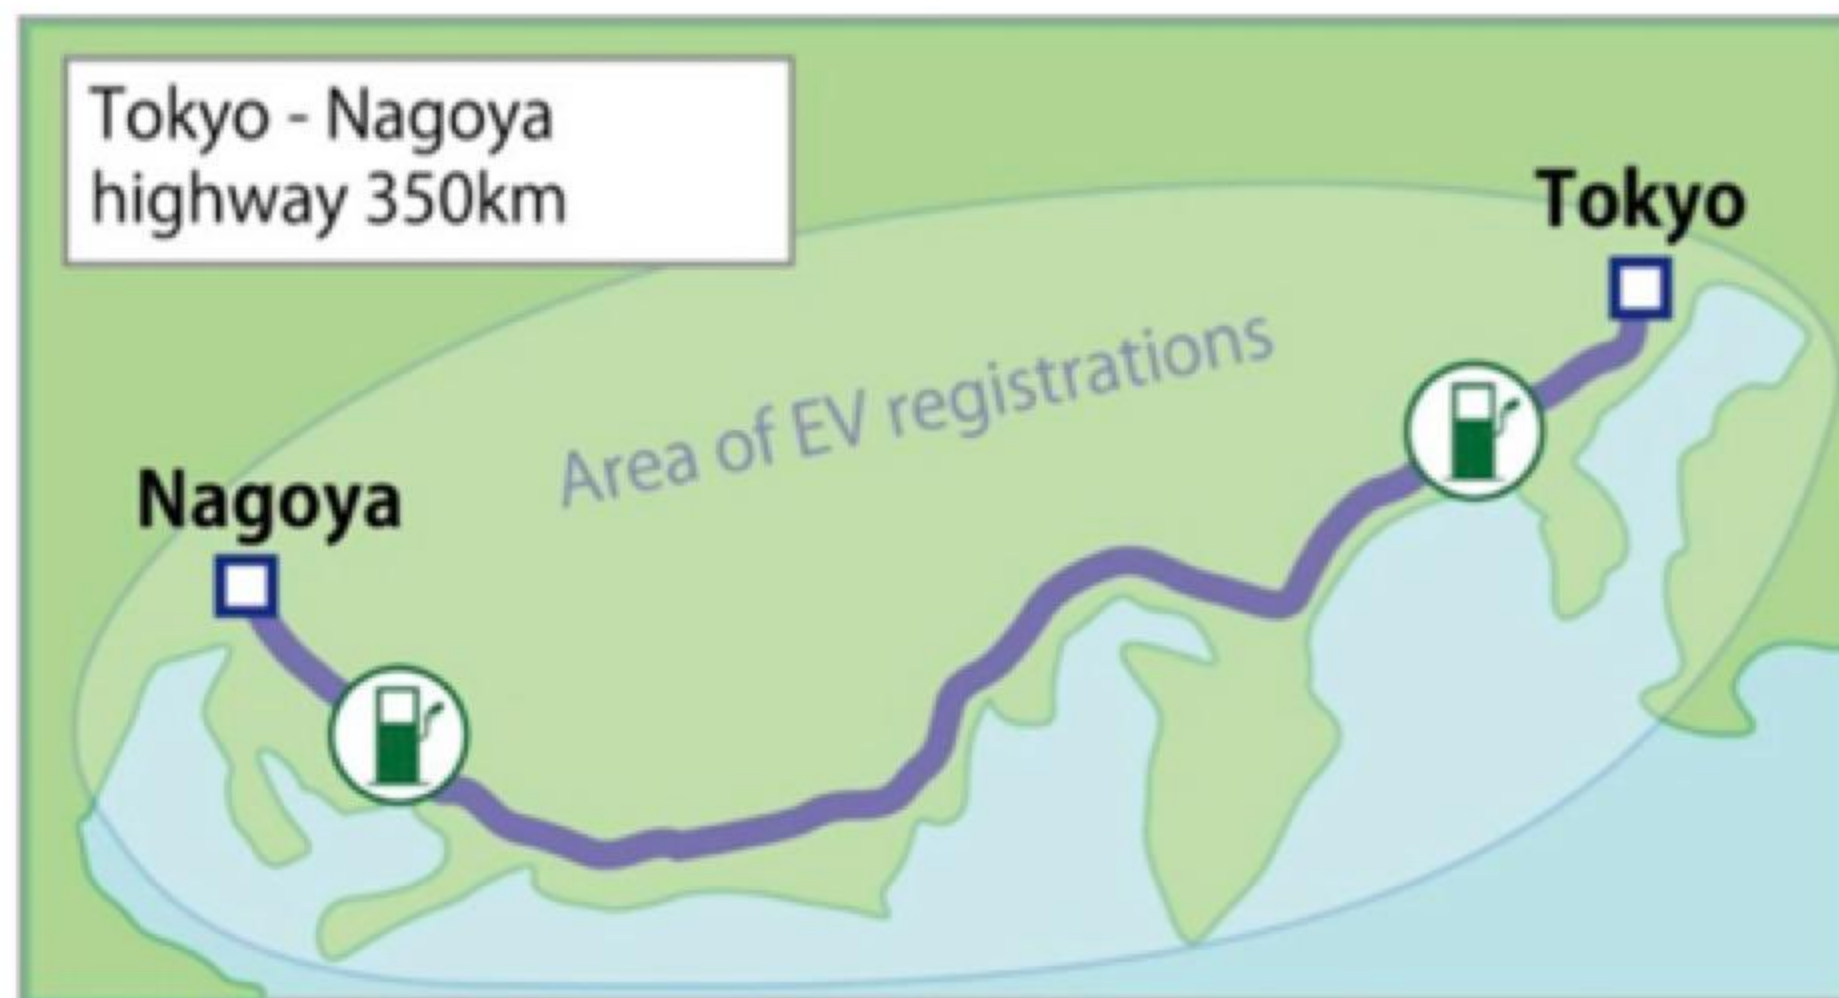 Tokyo - Nagoya
highway 350km
Tokyo
Area of EV registrations
Nagoya